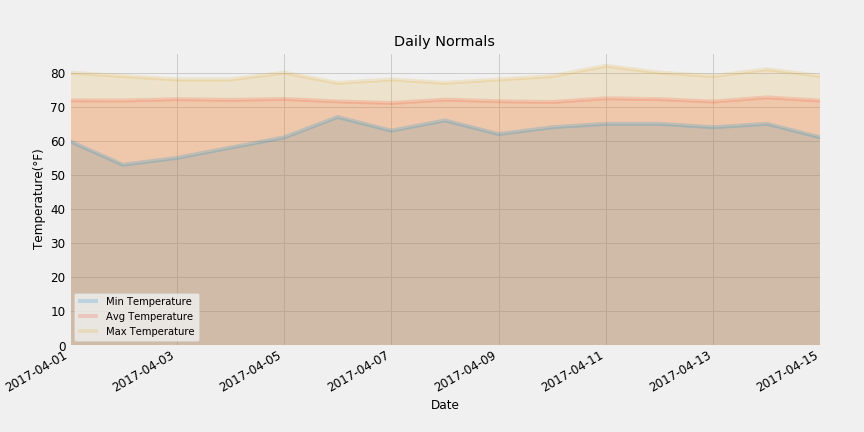 Daily Normals
Temperature(°F)
80
70
60
50
40
30
20
10
0
Min Temperature
Avg Temperature
Max Temperature
2017-04-01
2017-04-03
2017-04-05
2017-04-07
2017-04-09
2017-04-11
2017-04-13
2017-04-15
Date